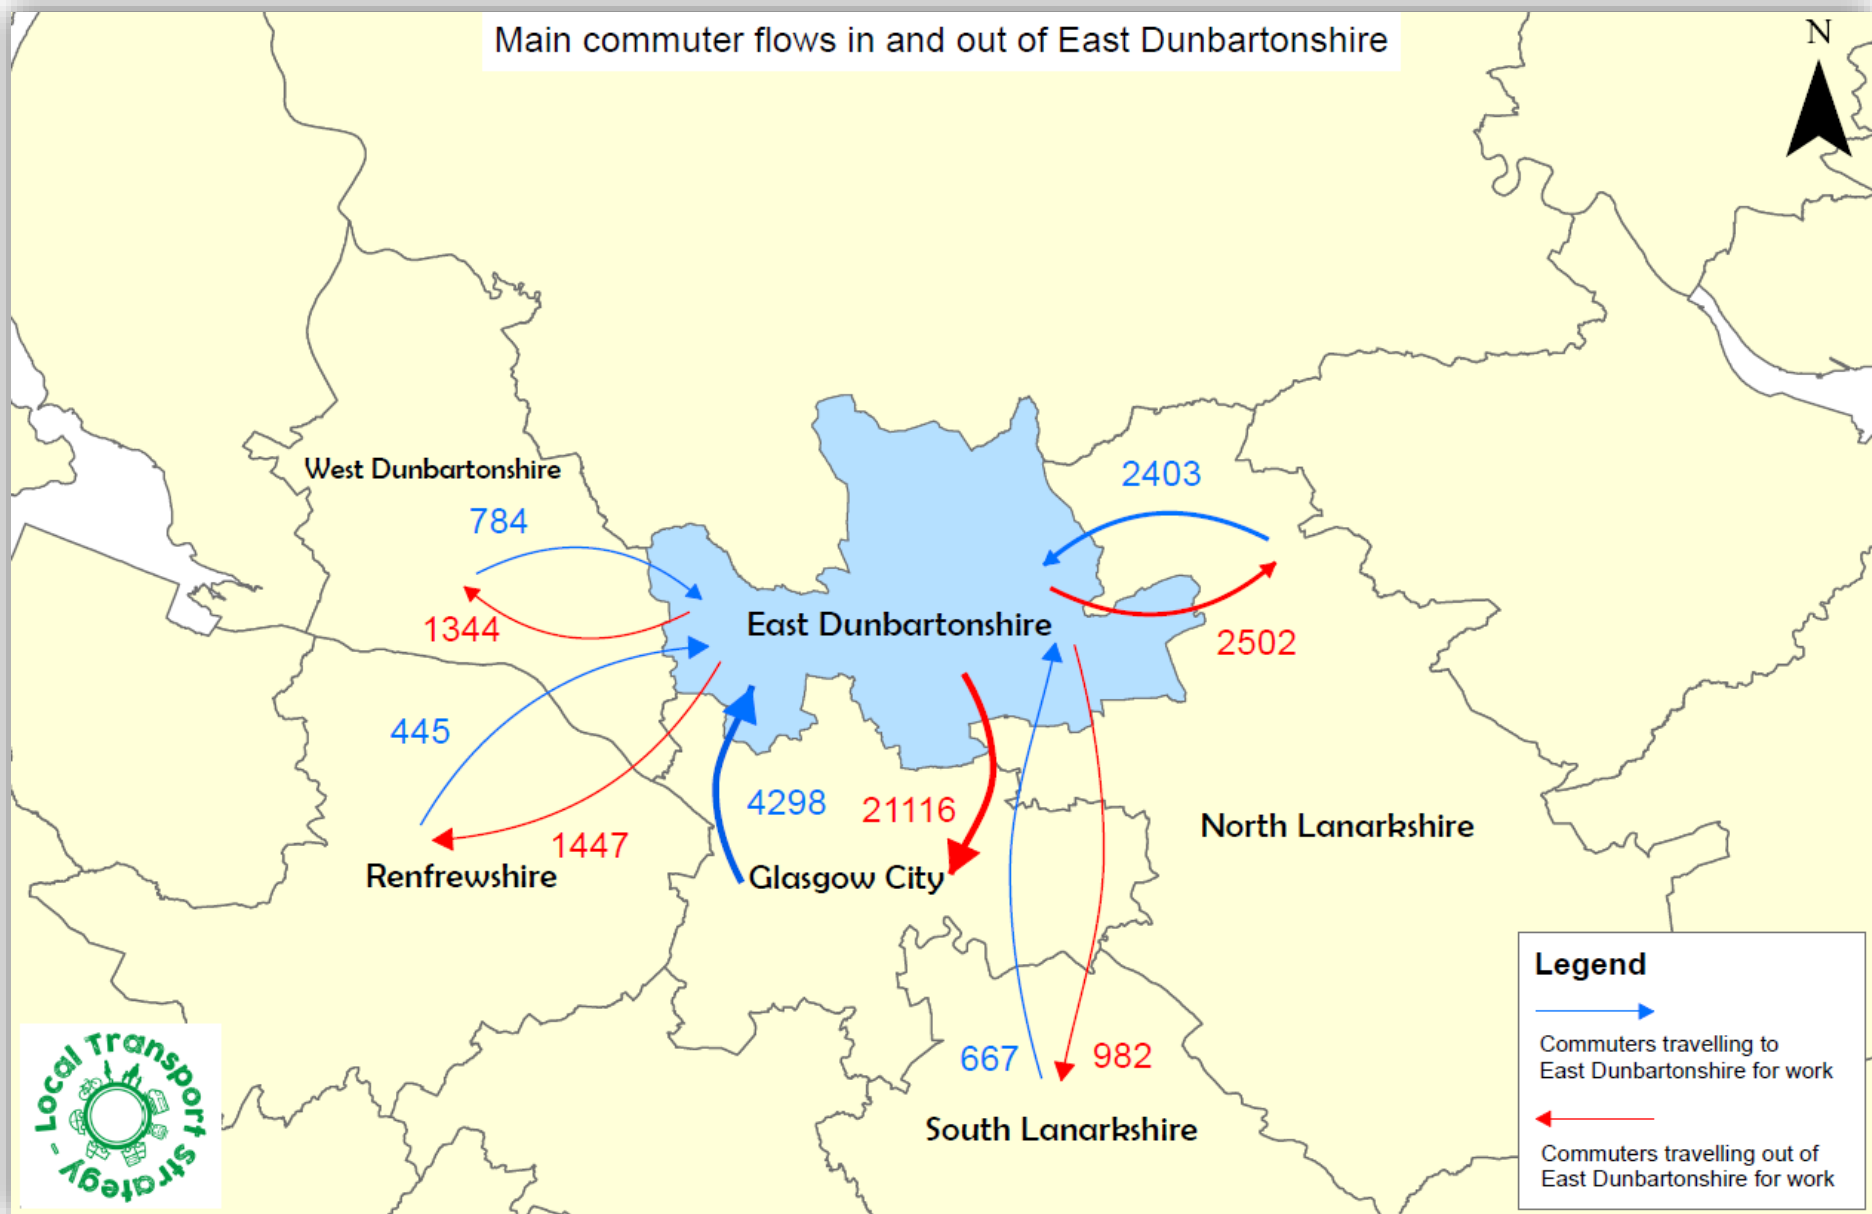 Main commuter flows in and out of East Dunbartonshire
N
West Dunbartonshire
784
1344
2403
2502
East Dunbartonshire
445
1447
4298
21116
Renfrewshire
Glasgow City
North Lanarkshire
667
982
South Lanarkshire
Local Transport Strategy -
Legend
Commuters travelling to
East Dunbartonshire for work
Commuters travelling out of
East Dunbartonshire for work